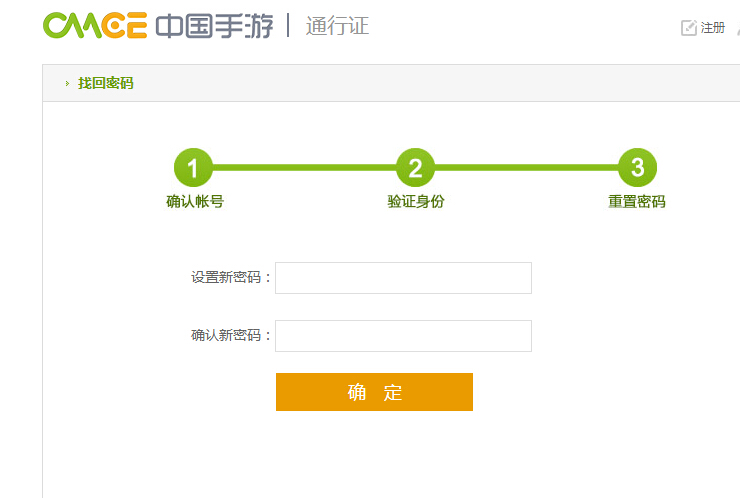 CMGE 中国手游 | 通行证
注册
找回密码
1 2 3
确认帐号 验证身份 重置密码
设置新密码：
确认新密码：
确 定